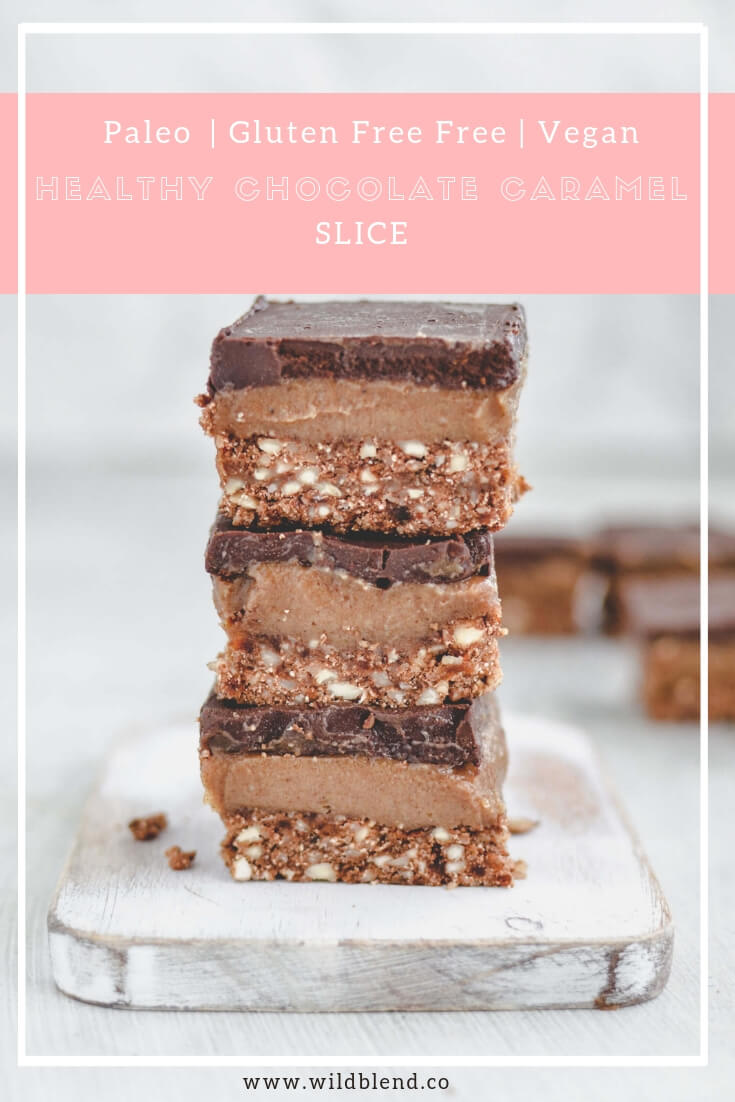 Paleo | Gluten Free Free | Vegan
HEALTHY CHOCOLATE CARAMEL
SLICE
www.wildblend.co